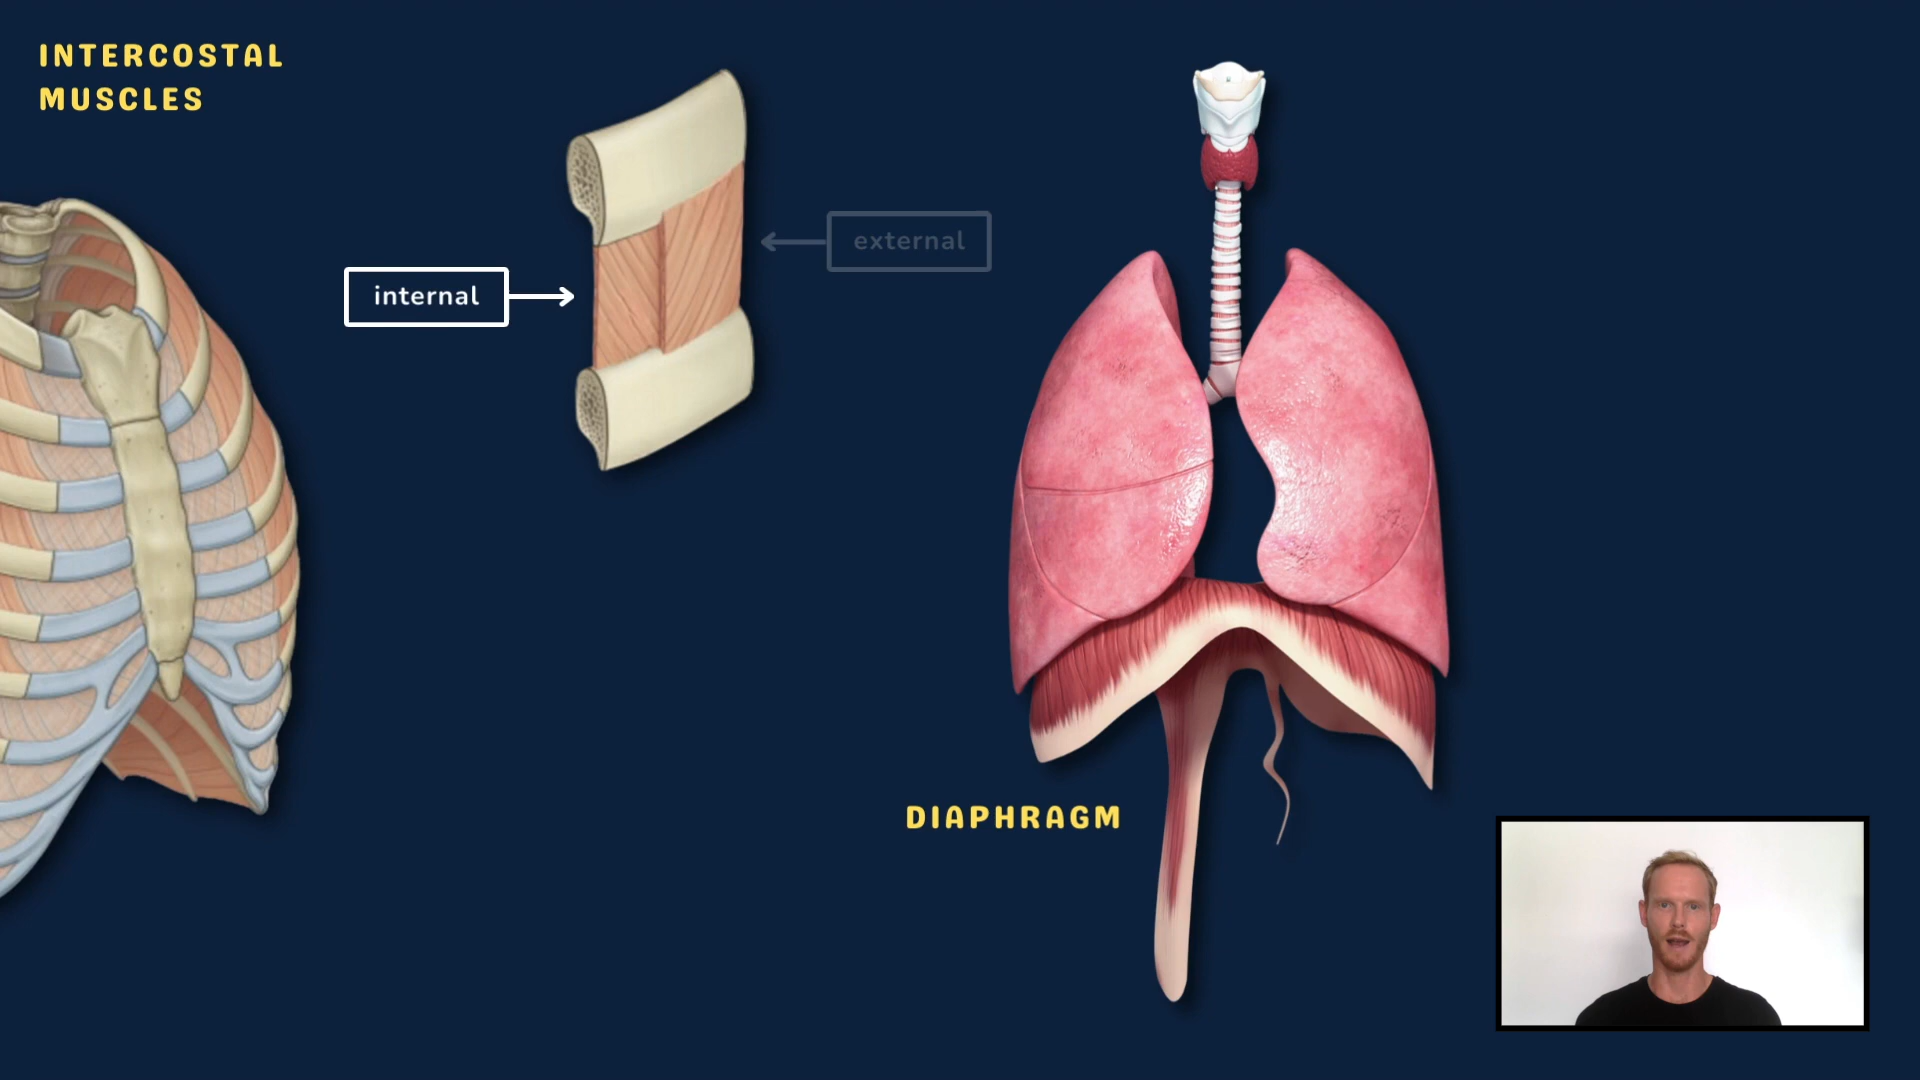 INTERCOSTAL
MUSCLES
internal
external
DIAPHRAGM